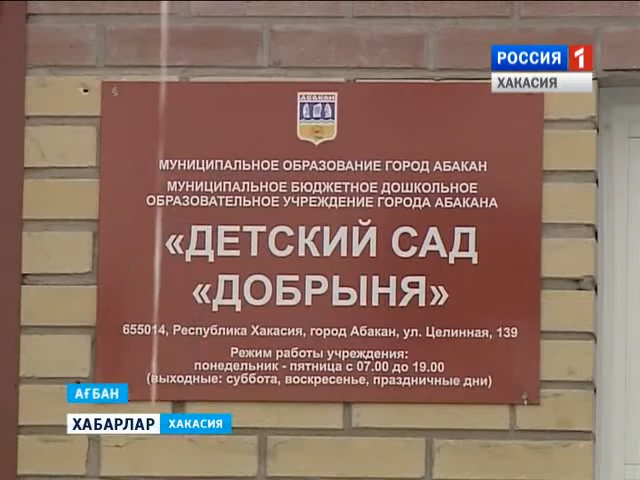 РОССИЯ 1
ХАКАСИЯ
АБАКАН
МУНИЦИПАЛЬНОЕ ОБРАЗОВАНИЕ ГОРОД АБАКАН
МУНИЦИПАЛЬНОЕ БЮДЖЕТНОЕ ДОШКОЛЬНОЕ
ОБРАЗОВАТЕЛЬНОЕ УЧРЕЖДЕНИЕ ГОРОДА АБАКАНА
«ДЕТСКИЙ САД
«ДОБРЫНЯ»
655014, Республика Хакасия, город Абакан, ул. Целинная, 139
Режим работы учреждения:
понедельник - пятница с 07.00 до 19.00
(выходные: суббота, воскресенье, праздничные дни)
АҒБАН
ХАБАРЛАР ХАКАСИЯ